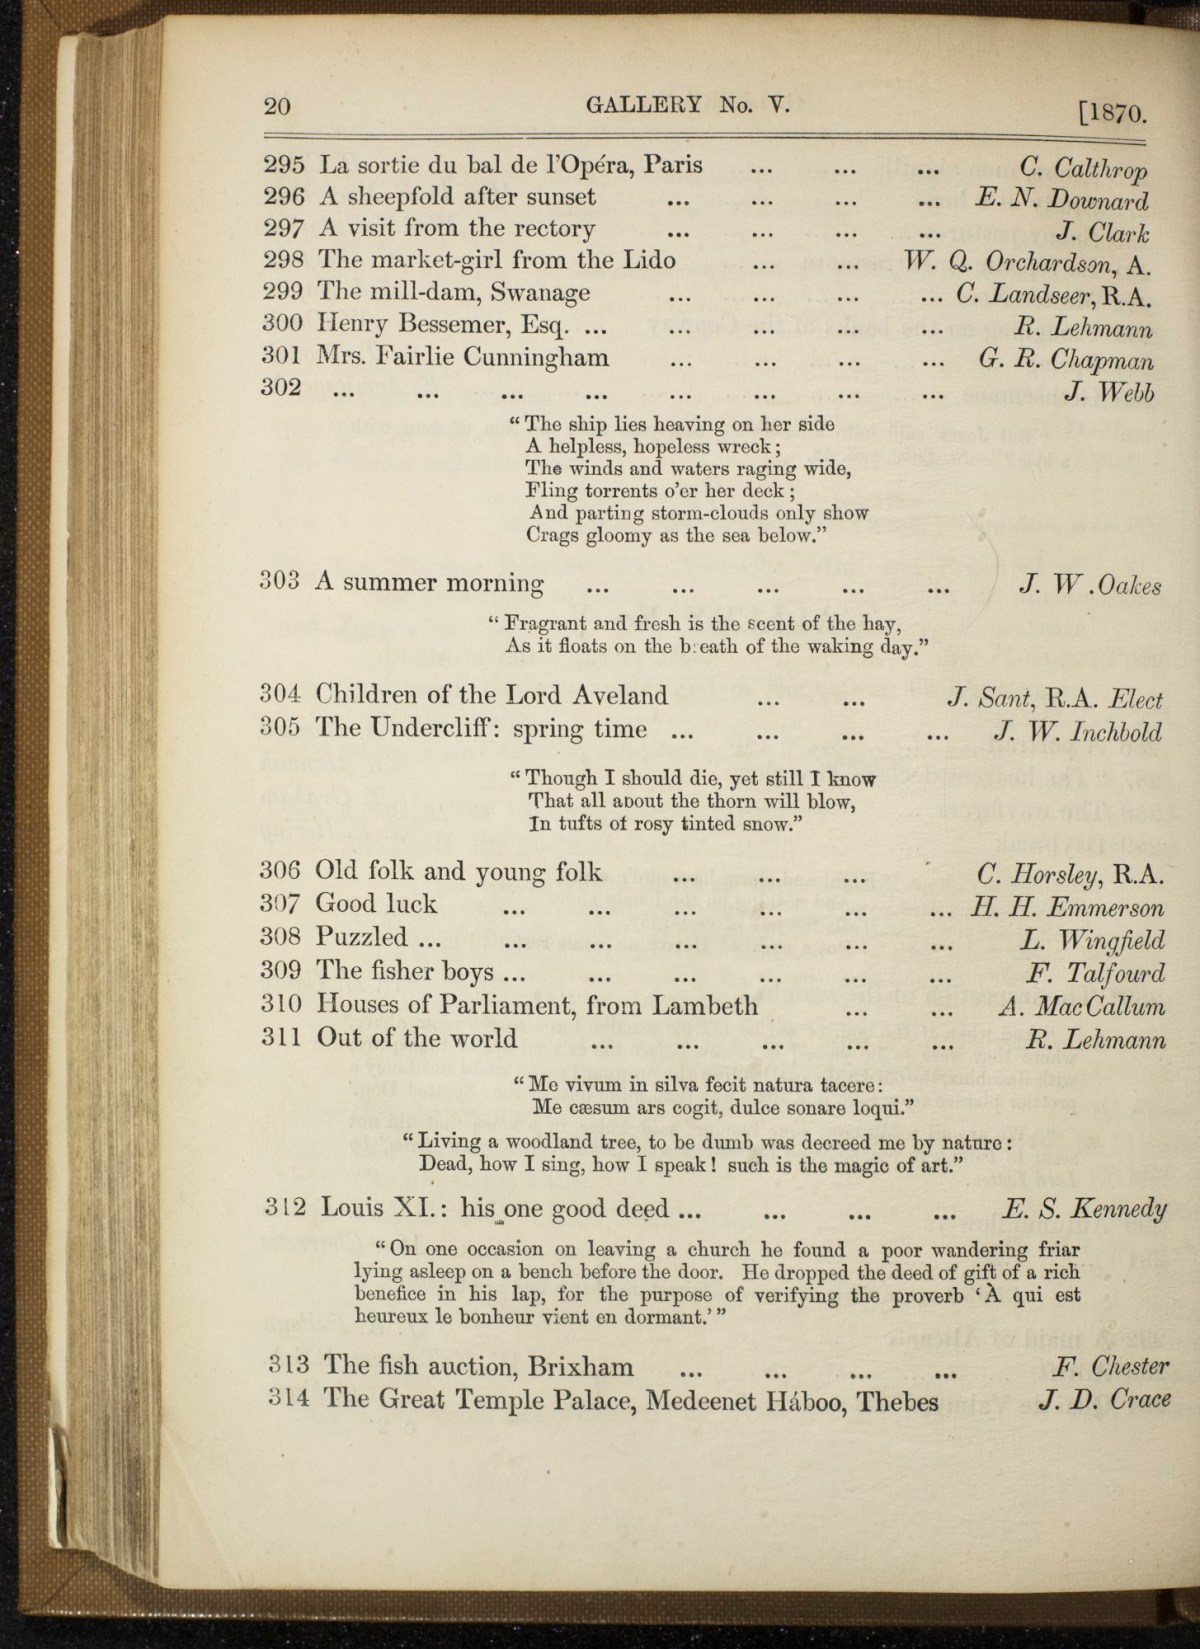 20 GALLERY No. V. [1870.
295 La sortie du bal de l'Opéra, Paris ... ... ... C. Calthrop
296 A sheepfold after sunset ... ... ... ... E. N. Downard
297 A visit from the rectory ... ... ... ... J. Clark
298 The market-girl from the Lido ... ... W. Q. Orchardson, A.
299 The mill-dam, Swanage ... ... ... ... C. Landseer, R.A.
300 Henry Bessemer, Esq. ... ... ... ... ... R. Lehmann
301 Mrs. Fairlie Cunningham ... ... ... ... G. R. Chapman
302 ... ... ... ... ... ... ... ... J. Webb
“The ship lies heaving on her side
A helpless, hopeless wreck;
The winds and waters raging wide,
Fling torrents o'er her deck;
And parting storm-clouds only show
Crags gloomy as the sea below.”
303 A summer morning ... ... ... ... ... J. W .Oakes
“Fragrant and fresh is the scent of the hay,
As it floats on the breath of the waking day.”
304 Children of the Lord Aveland ... ... J. Sant, R.A. Elect
305 The Undercliff: spring time ... ... ... ... J. W. Inchbold
“Though I should die, yet still I know
That all about the thorn will blow,
In tufts of rosy tinted snow.”
306 Old folk and young folk ... ... ... C. Horsley, R.A.
307 Good luck ... ... ... ... ... ... H. H. Emmerson
308 Puzzled ... ... ... ... ... ... ... L. Wingfield
309 The fisher boys ... ... ... ... ... ... F. Talfourd
310 Houses of Parliament, from Lambeth ... ... A. MacCallum
311 Out of the world ... ... ... ... ... R. Lehmann
“Me vivum in silva fecit natura tacere:
Me cæsum ars cogit, dulce sonare loqui.”
“Living a woodland tree, to be dumb was decreed me by nature:
Dead, how I sing, how I speak! such is the magic of art.”
312 Louis XI.: his one good deed ... ... ... ... E. S. Kennedy
“On one occasion on leaving a church he found a poor wandering friar
lying asleep on a bench before the door. He dropped the deed of gift of a rich
benefice in his lap, for the purpose of verifying the proverb ‘À qui est
heureux le bonheur vient en dormant.’”
313 The fish auction, Brixham ... ... ... ... F. Chester
314 The Great Temple Palace, Medeenet Háboo, Thebes J. D. Crace